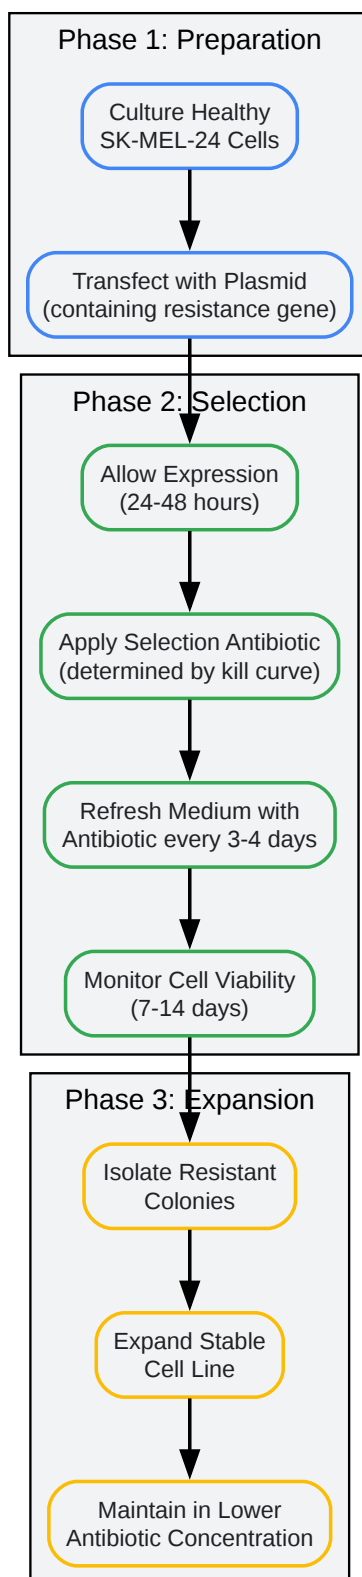 Phase 1: Preparation
Culture Healthy
SK-MEL-24 Cells
Transfect with Plasmid
(containing resistance gene)
Phase 2: Selection
Allow Expression
(24-48 hours)
Apply Selection Antibiotic
(determined by kill curve)
Refresh Medium with
Antibiotic every 3-4 days
Monitor Cell Viability
(7-14 days)
Phase 3: Expansion
Isolate Resistant
Colonies
Expand Stable
Cell Line
Maintain in Lower
Antibiotic Concentration